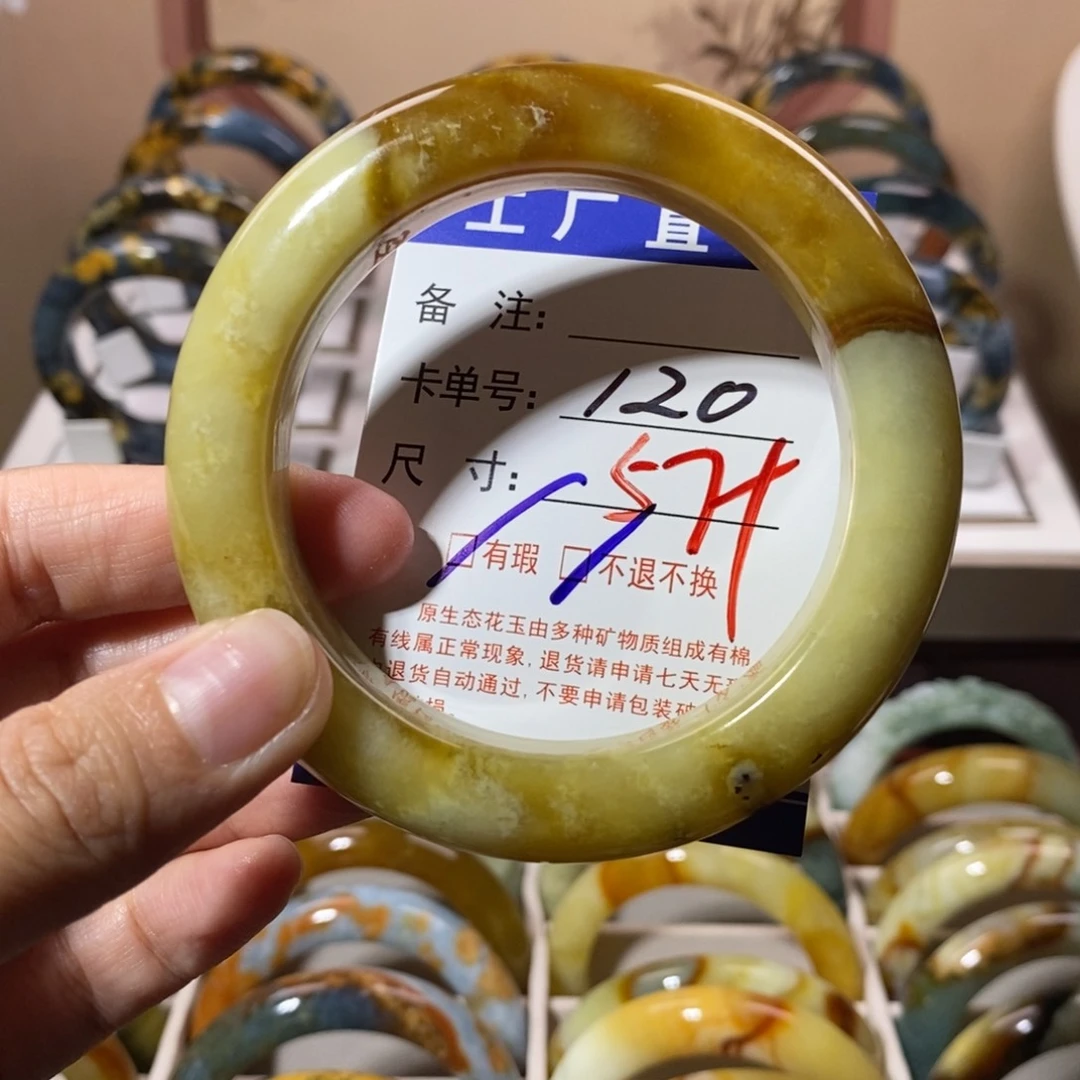 工厂直
备 注:
卡单号: 120
尺 寸: 57
□有瑕 □不退不换
原生态花玉由多种矿物质组成有棉
有线属正常现象,退货请申请七天无
退货自动通过,不要申请包装破
损